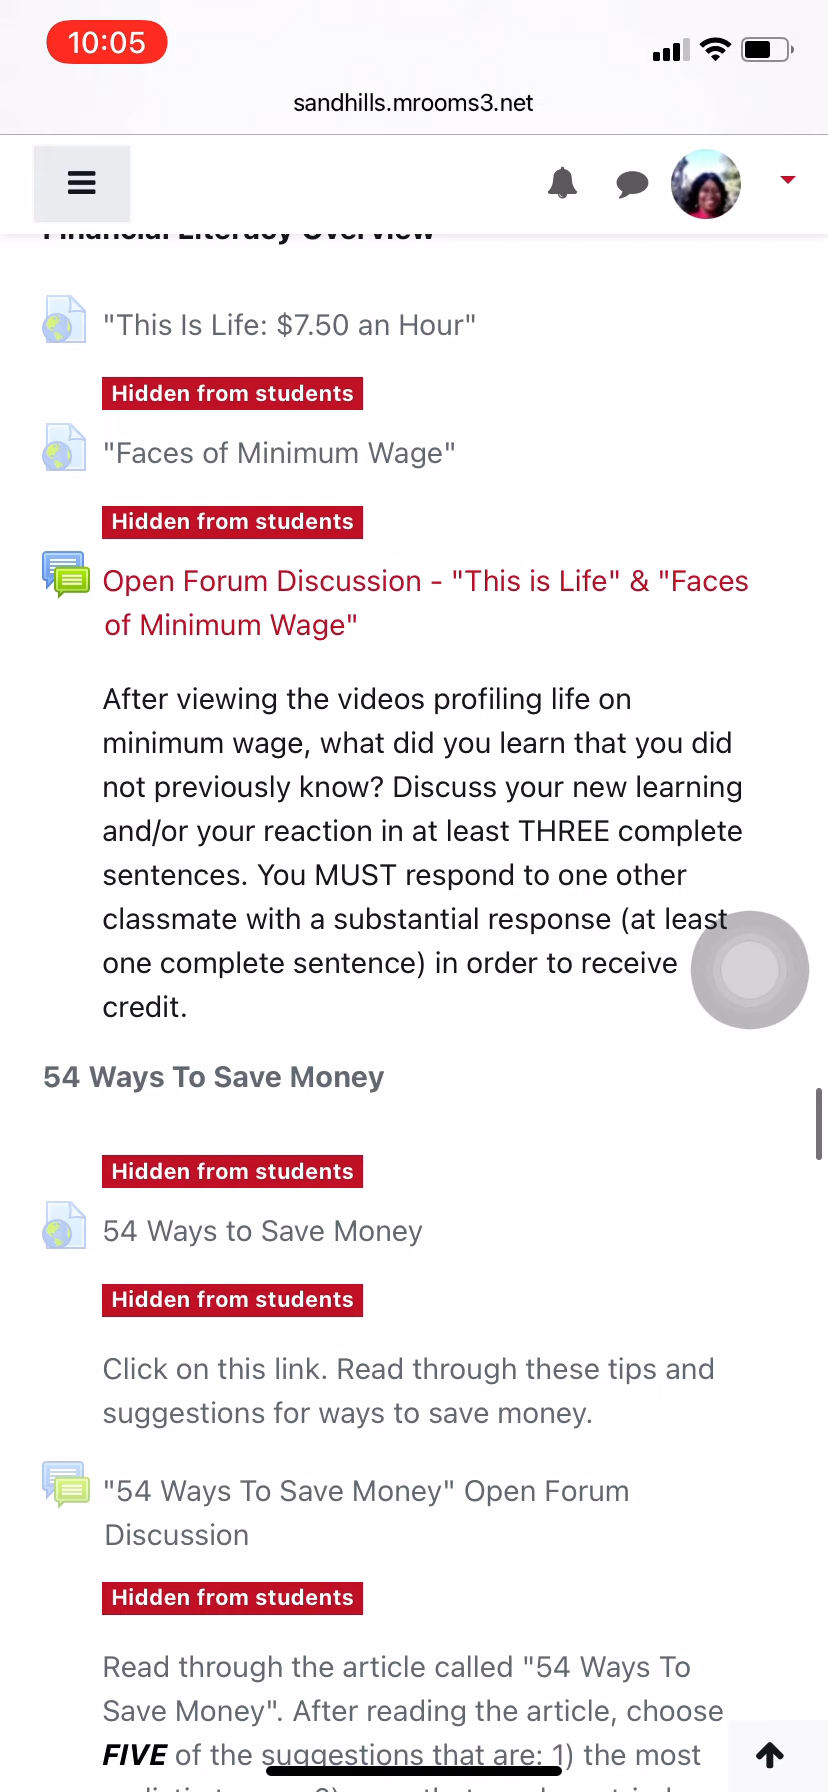 10:05
sandhills.mrooms3.net
Financial Literacy Overview
"This Is Life: $7.50 an Hour"
Hidden from students
"Faces of Minimum Wage"
Hidden from students
Open Forum Discussion - "This is Life" & "Faces
of Minimum Wage"
After viewing the videos profiling life on
minimum wage, what did you learn that you did
not previously know? Discuss your new learning
and/or your reaction in at least THREE complete
sentences. You MUST respond to one other
classmate with a substantial response (at least
one complete sentence) in order to receive
credit.
54 Ways To Save Money
Hidden from students
54 Ways to Save Money
Hidden from students
Click on this link. Read through these tips and
suggestions for ways to save money.
"54 Ways To Save Money" Open Forum
Discussion
Hidden from students
Read through the article called "54 Ways To
Save Money". After reading the article, choose
FIVE of the suggestions that are: 1) the most